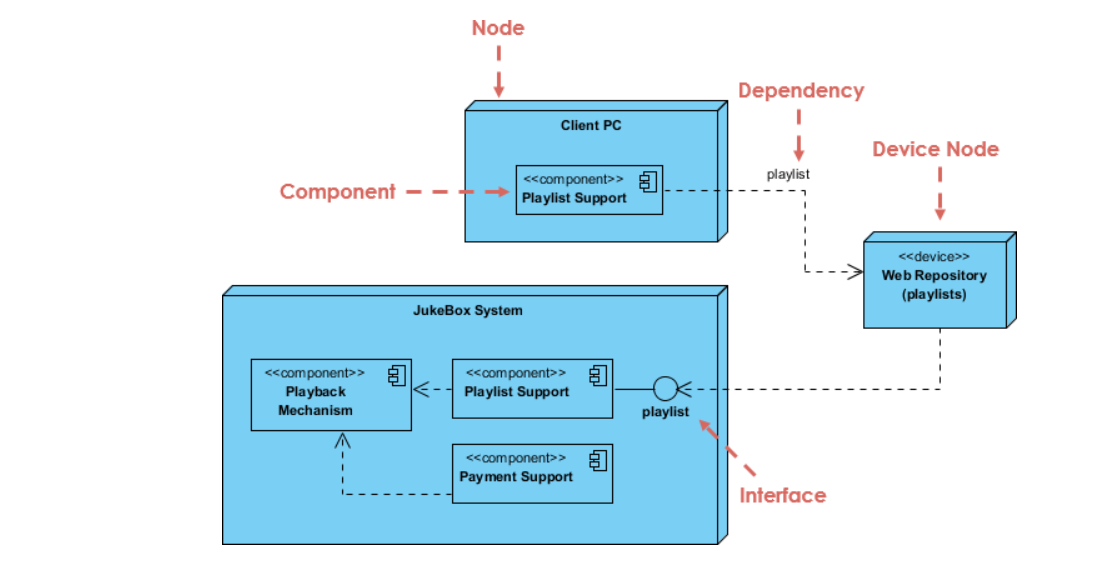 Node
Dependency
Client PC
Device Node
playlist
<<component>>
Playlist Support
Component
<<device>>
Web Repository
(playlists)
JukeBox System
<<component>>
Playback
Mechanism
<<component>>
Playlist Support
playlist
<<component>>
Payment Support
Interface